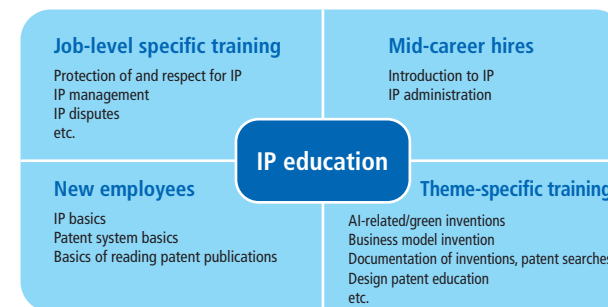 Job-level specific training
Protection of and respect for IP
IP management
IP disputes
etc.
Mid-career hires
Introduction to IP
IP administration
IP education
New employees
IP basics
Patent system basics
Basics of reading patent publications
Theme-specific training
AI-related/green inventions
Business model invention
Documentation of inventions, patent searches
Design patent education
etc.